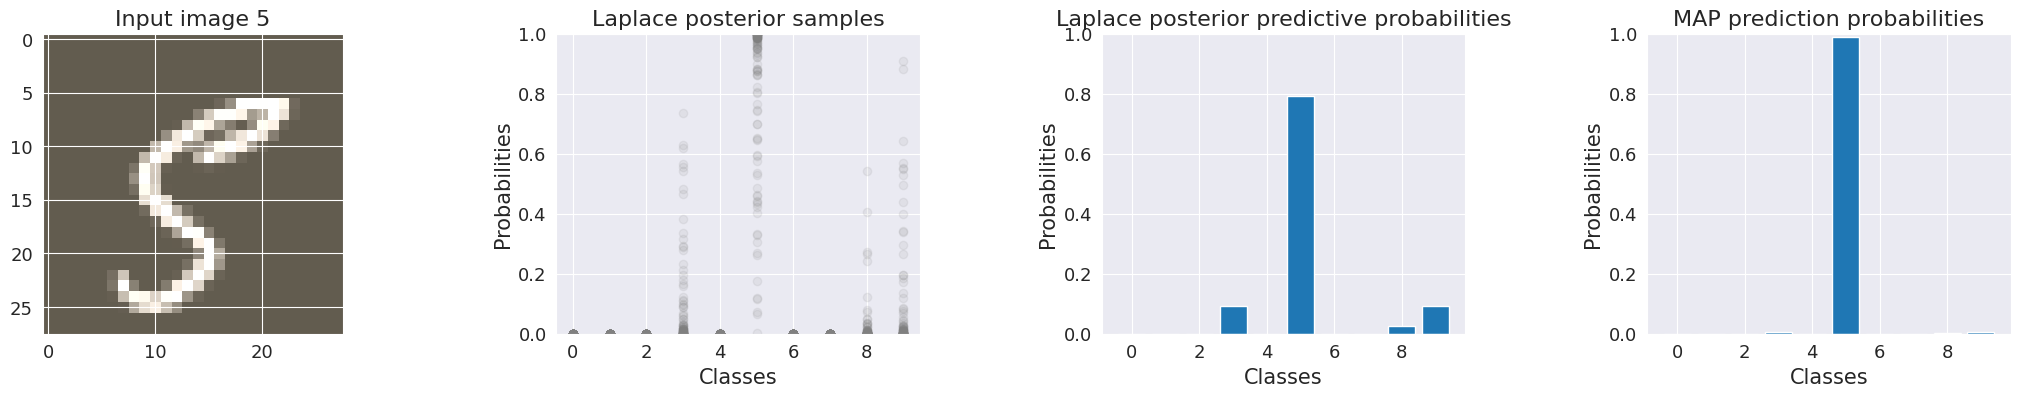 Input image 5
0
5
10
15
20
25
0 10 20
Laplace posterior samples
Probabilities
1.0
0.8
0.6
0.4
0.2
0.0
0 2 4 6 8
Classes
Laplace posterior predictive probabilities
Probabilities
1.0
0.8
0.6
0.4
0.2
0.0
0 2 4 6 8
Classes
MAP prediction probabilities
Probabilities
1.0
0.8
0.6
0.4
0.2
0.0
0 2 4 6 8
Classes